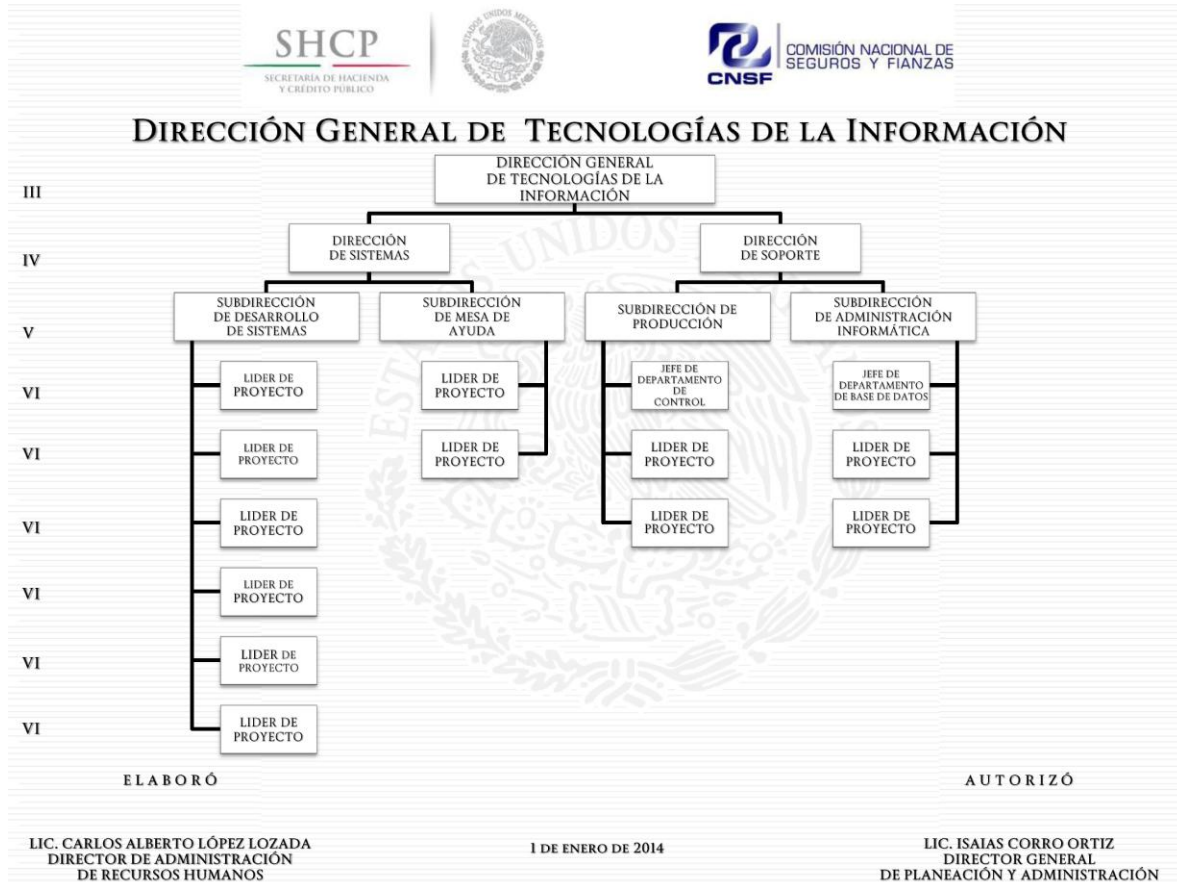 SHCP
SECRETARÍA DE HACIENDA
Y CRÉDITO PÚBLICO
ESTADOS UNIDOS MEXICANOS
CNSF
COMISIÓN NACIONAL DE
SEGUROS Y FIANZAS
DIRECCIÓN GENERAL DE TECNOLOGÍAS DE LA INFORMACIÓN
III
DIRECCIÓN GENERAL
DE TECNOLOGÍAS DE LA
INFORMACIÓN
IV
DIRECCIÓN
DE SISTEMAS
DIRECCIÓN
DE SOPORTE
V
SUBDIRECCIÓN
DE DESARROLLO
DE SISTEMAS
SUBDIRECCIÓN
DE MESA DE
AYUDA
SUBDIRECCIÓN DE
PRODUCCIÓN
SUBDIRECCIÓN
DE ADMINISTRACIÓN
INFORMÁTICA
VI
LIDER DE
PROYECTO
LIDER DE
PROYECTO
JEFE DE
DEPARTAMENTO
DE
CONTROL
JEFE DE
DEPARTAMENTO
DE BASE DE DATOS
VI
LIDER DE
PROYECTO
LIDER DE
PROYECTO
LIDER DE
PROYECTO
LIDER DE
PROYECTO
VI
LIDER DE
PROYECTO
LIDER DE
PROYECTO
LIDER DE
PROYECTO
VI
LIDER DE
PROYECTO
VI
LIDER DE
PROYECTO
VI
LIDER DE
PROYECTO
ELABORÓ
AUTORIZÓ
LIC. CARLOS ALBERTO LÓPEZ LOZADA
DIRECTOR DE ADMINISTRACIÓN
DE RECURSOS HUMANOS
1 DE ENERO DE 2014
LIC. ISAIAS CORRO ORTIZ
DIRECTOR GENERAL
DE PLANEACIÓN Y ADMINISTRACIÓN